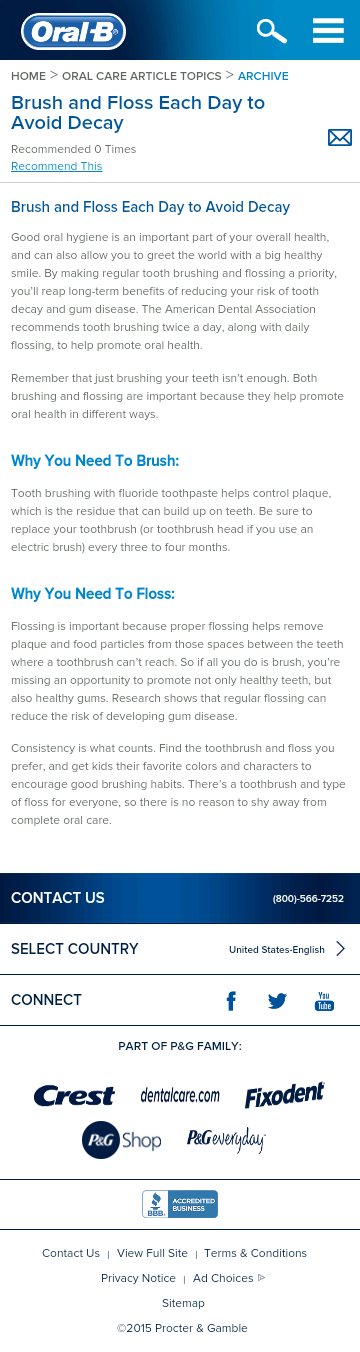 Oral-B®
HOME > ORAL CARE ARTICLE TOPICS > ARCHIVE
Brush and Floss Each Day to
Avoid Decay
Recommended 0 Times
Recommend This
Brush and Floss Each Day to Avoid Decay
Good oral hygiene is an important part of your overall health,
and can also allow you to greet the world with a big healthy
smile. By making regular tooth brushing and flossing a priority,
you’ll reap long-term benefits of reducing your risk of tooth
decay and gum disease. The American Dental Association
recommends tooth brushing twice a day, along with daily
flossing, to help promote oral health.
Remember that just brushing your teeth isn’t enough. Both
brushing and flossing are important because they help promote
oral health in different ways.
Why You Need To Brush:
Tooth brushing with fluoride toothpaste helps control plaque,
which is the residue that can build up on teeth. Be sure to
replace your toothbrush (or toothbrush head if you use an
electric brush) every three to four months.
Why You Need To Floss:
Flossing is important because proper flossing helps remove
plaque and food particles from those spaces between the teeth
where a toothbrush can’t reach. So if all you do is brush, you’re
missing an opportunity to promote not only healthy teeth, but
also healthy gums. Research shows that regular flossing can
reduce the risk of developing gum disease.
Consistency is what counts. Find the toothbrush and floss you
prefer, and get kids their favorite colors and characters to
encourage good brushing habits. There’s a toothbrush and type
of floss for everyone, so there is no reason to shy away from
complete oral care.
CONTACT US (800)-566-7252
SELECT COUNTRY United States-English
CONNECT f You Tube
PART OF P&G FAMILY:
Crest dentalcare.com Fixodent
P&G Shop P&G everyday
BBB. ACCREDITED BUSINESS
Contact Us | View Full Site | Terms & Conditions
Privacy Notice | Ad Choices
Sitemap
©2015 Procter & Gamble